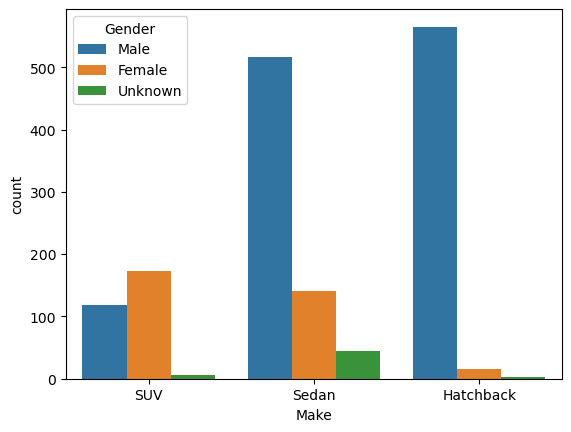 Gender
Male
Female
Unknown
count
500
400
300
200
100
0
SUV Sedan Hatchback
Make